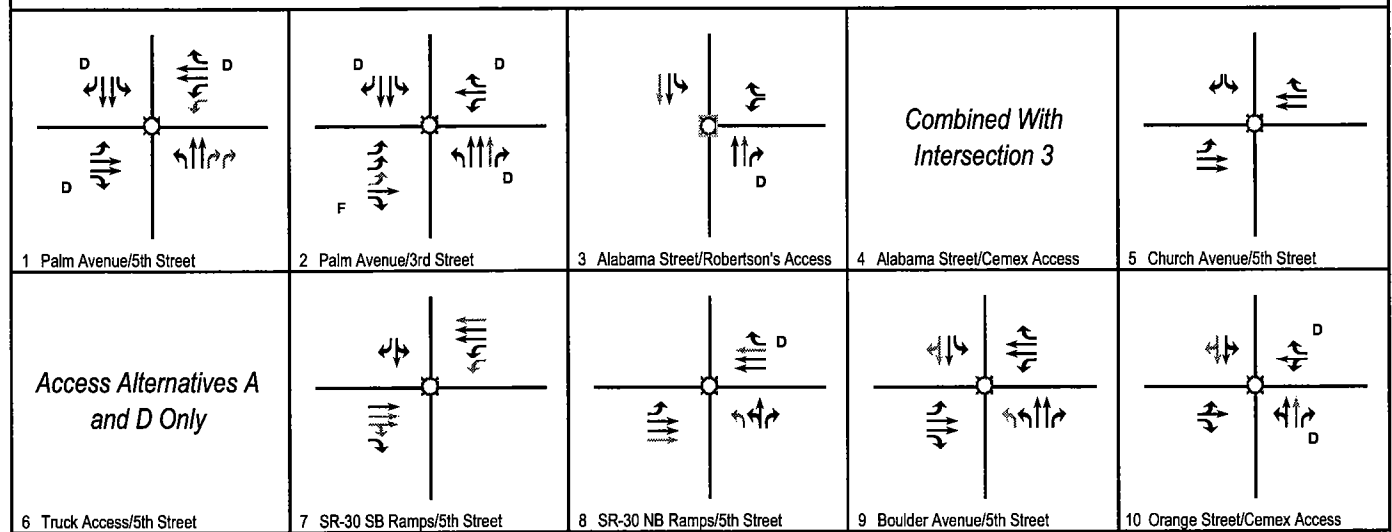 D
D
D
1 Palm Avenue/5th Street
D
D
F
D
2 Palm Avenue/3rd Street
D
3 Alabama Street/Robertson's Access
Combined With
Intersection 3
4 Alabama Street/Cemex Access
5 Church Avenue/5th Street
Access Alternatives A
and D Only
6 Truck Access/5th Street
7 SR-30 SB Ramps/5th Street
D
8 SR-30 NB Ramps/5th Street
9 Boulder Avenue/5th Street
D
D
10 Orange Street/Cemex Access